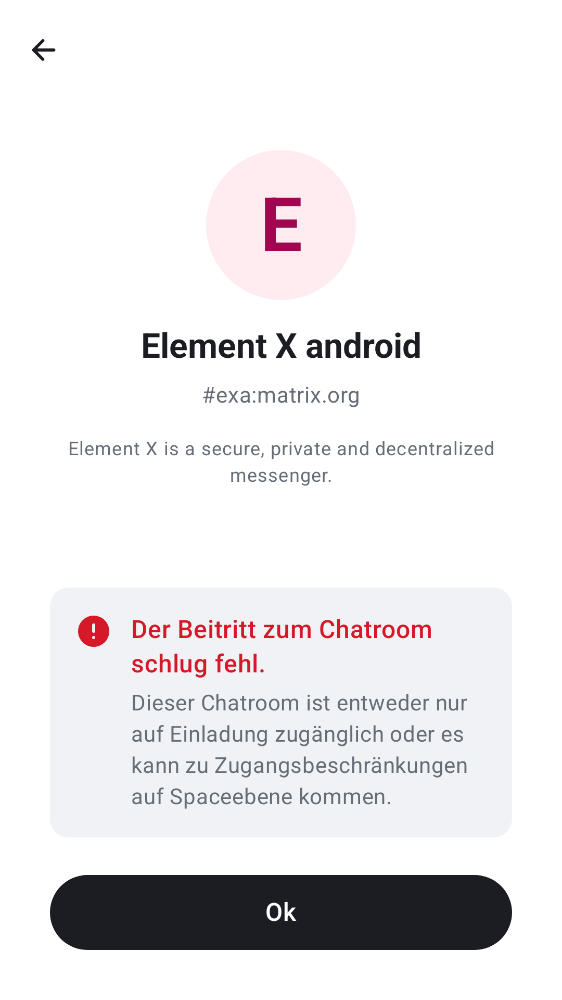 E
Element X android
#exa:matrix.org
Element X is a secure, private and decentralized
messenger.
Der Beitritt zum Chatroom
schlug fehl.
Dieser Chatroom ist entweder nur
auf Einladung zugänglich oder es
kann zu Zugangsbeschränkungen
auf Spaceebene kommen.
Ok